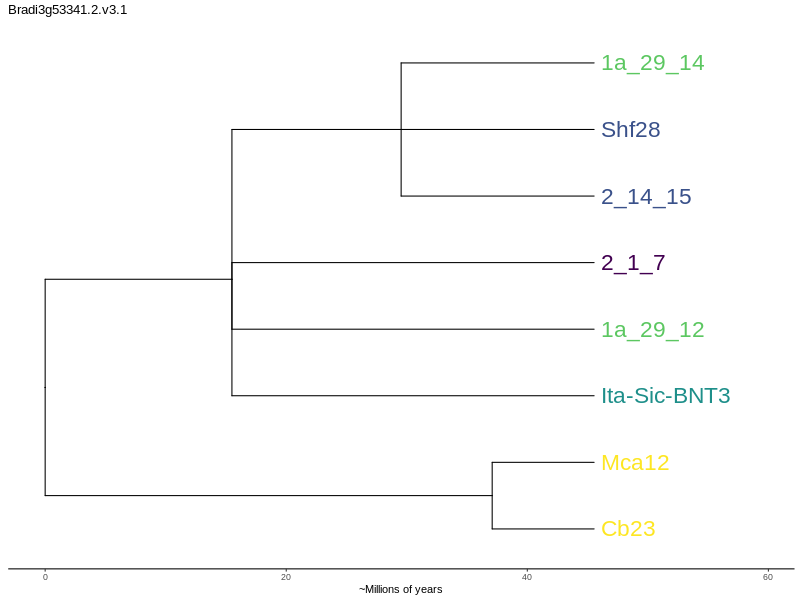 Bradi3g53341.2.v3.1
1a_29_14
Shf28
2_14_15
2_1_7
1a_29_12
Ita-Sic-BNT3
Mca12
Cb23
0 20 40 60
~Millions of years